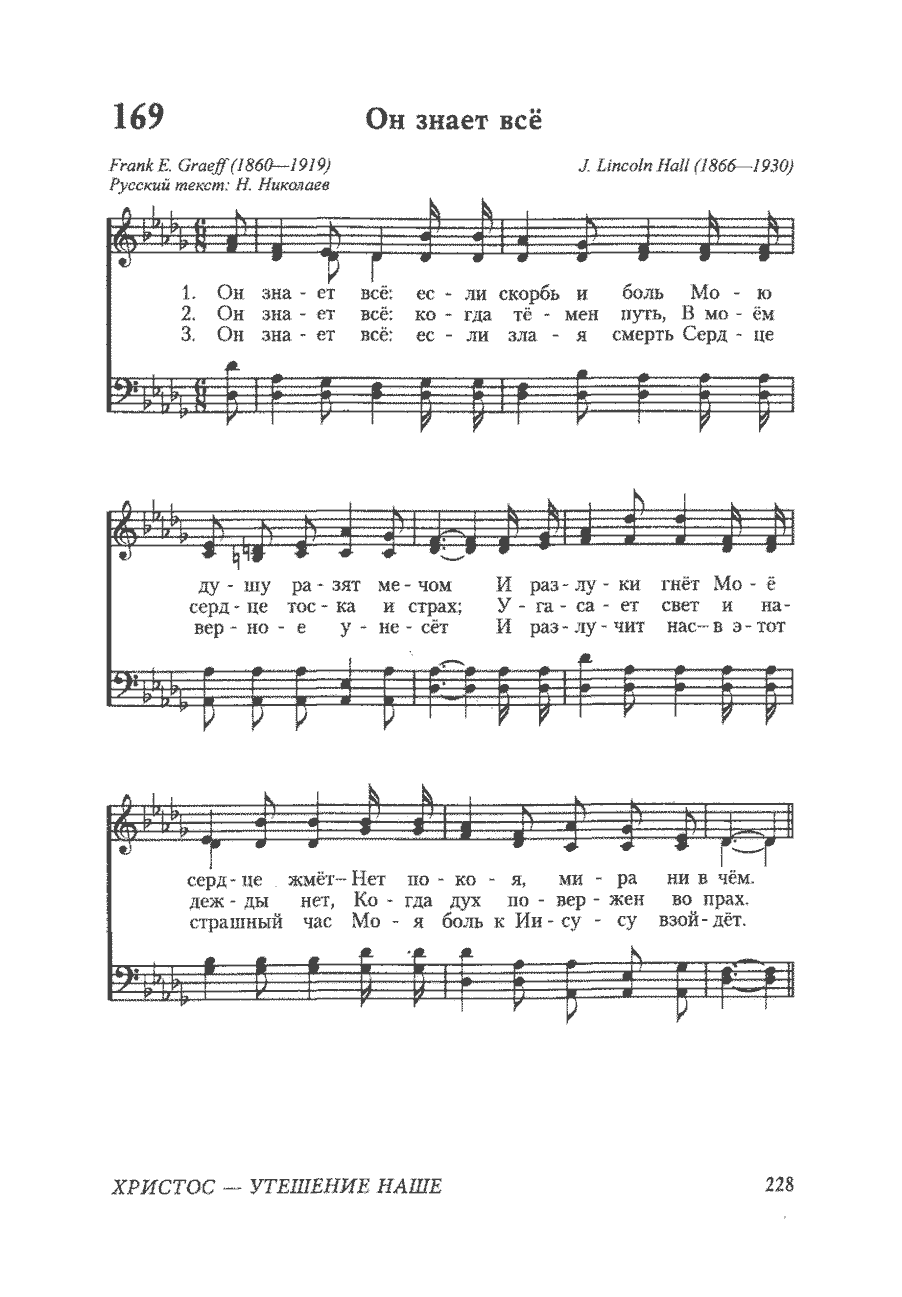 169
Он знает всё
Frank E. Graeff (1860—1919)
J. Lincoln Hall (1866—1930)
Русский текст: Н. Николаев
1. Он зна - ет всё: ес - ли скорбь и боль Мо - ю
2. Он зна - ет всё: ко - гда тё - мен путь, В мо - ём
3. Он зна - ет всё: ес - ли зла - я смерть Серд - це
ду - шу ра - зят ме - чом И раз - лу - ки гнёт Мо - ё
серд - це тос - ка и страх; У - га - са - ет свет и на-
вер - но - е у - не - сёт И раз - лу - чит нас — в э - тот
серд - це жмёт — Нет по - ко - я, ми - ра ни в чём.
деж - ды нет, Ко - гда дух по - вер - жен во прах.
страшный час Мо - я боль к Ии - су - су взой - дёт.
ХРИСТОС — УТЕШЕНИЕ НАШЕ
228